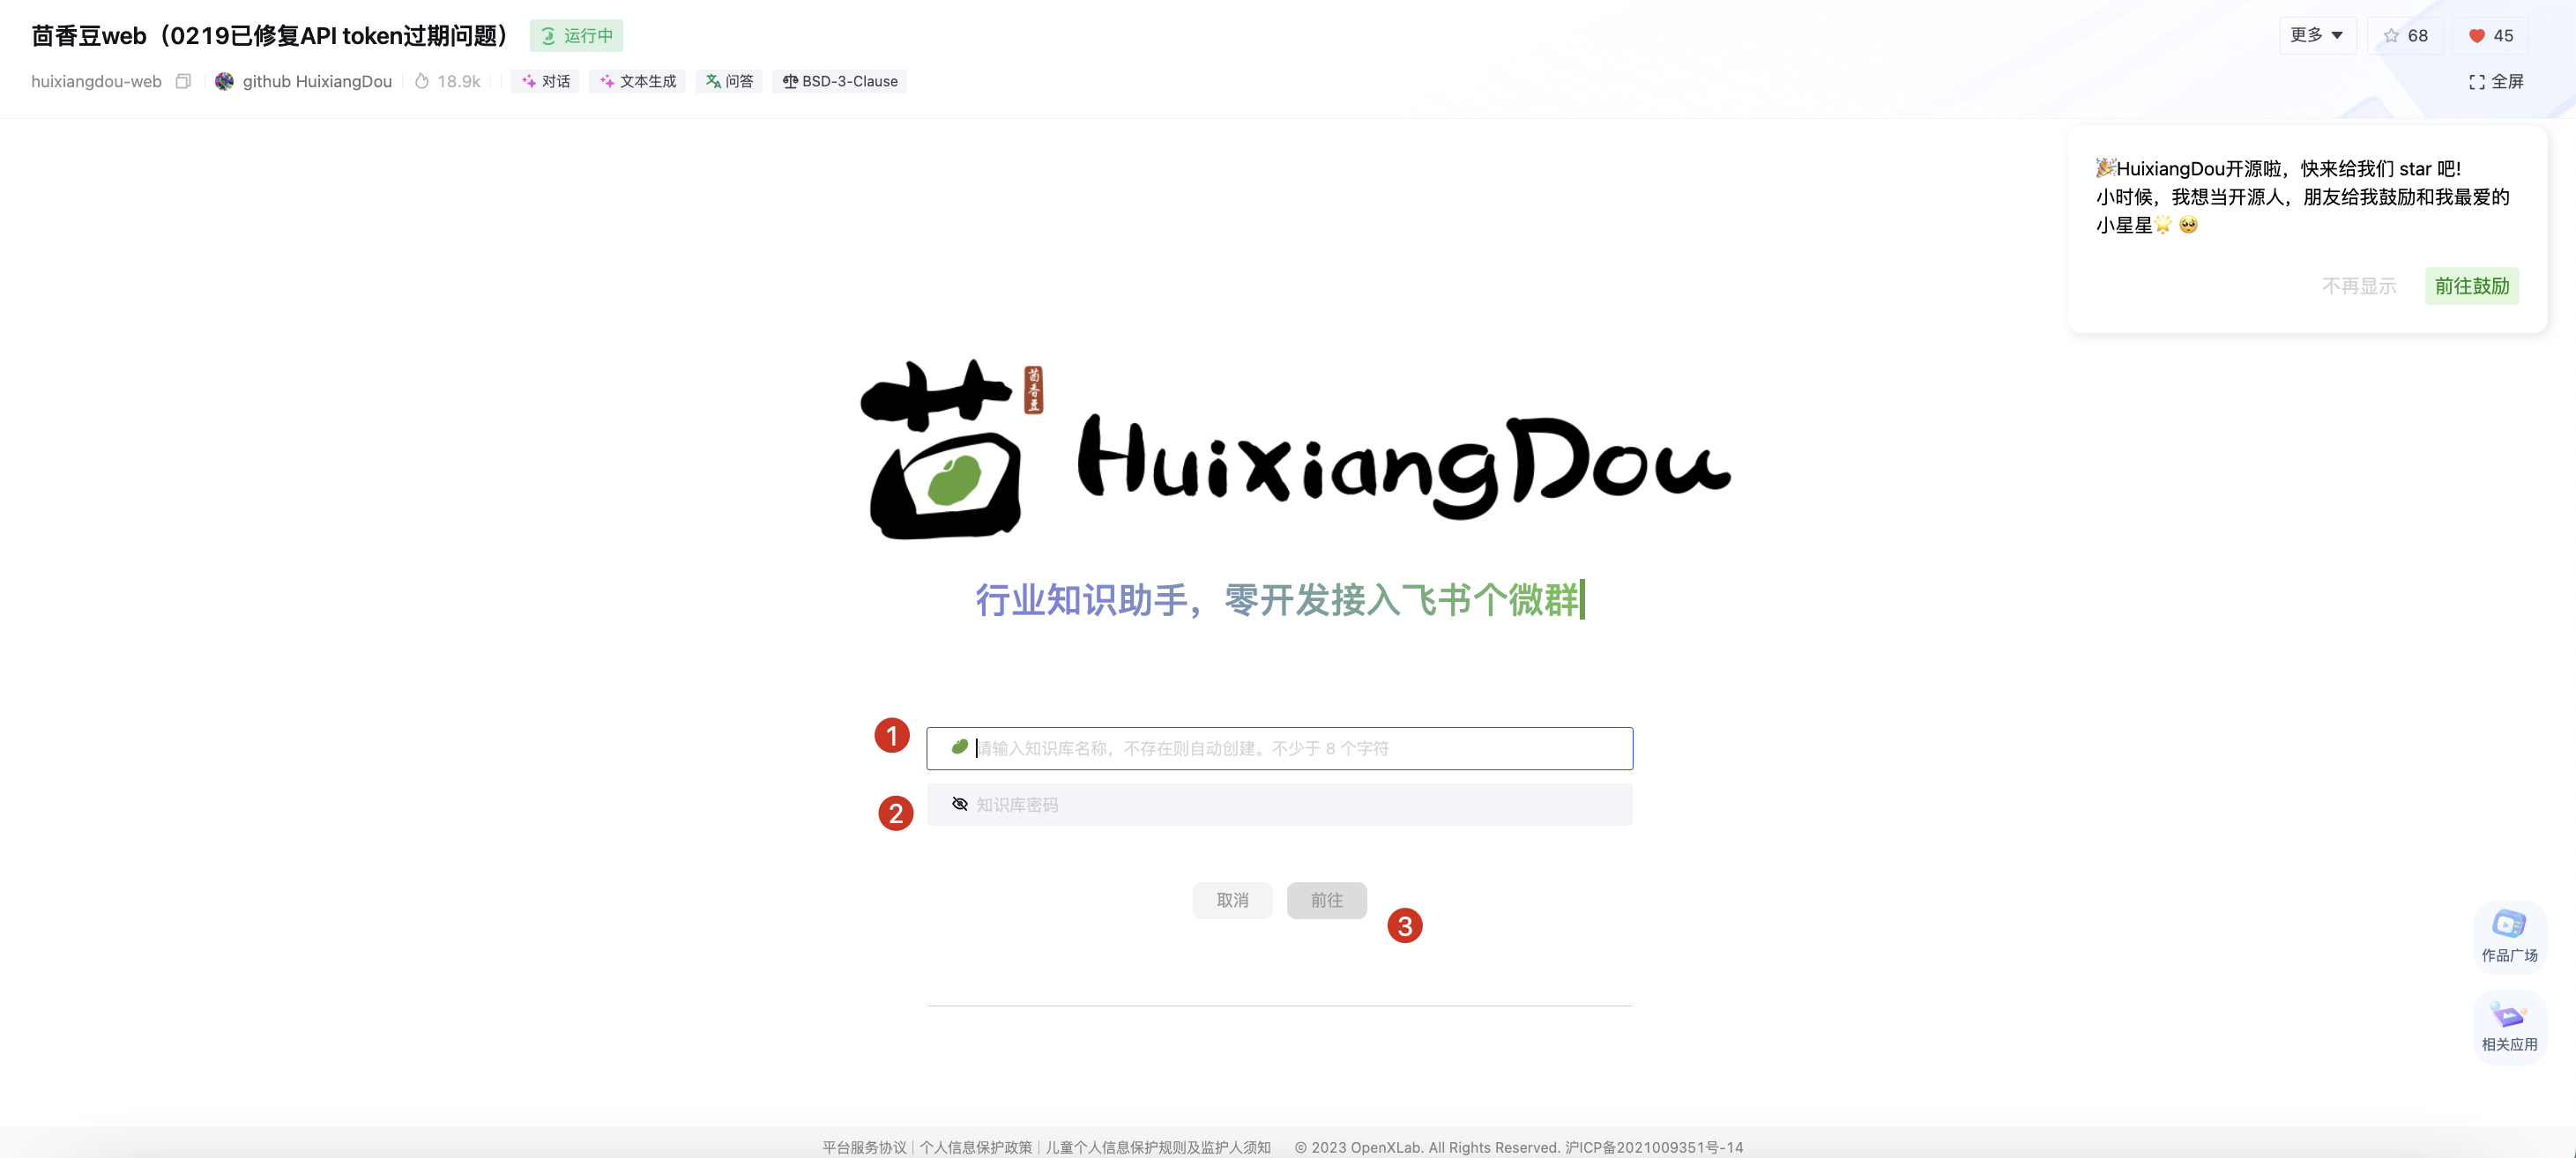 茴香豆web（0219已修复API token过期问题） 运行中 更多 68 45
huixiangdou-web github HuixiangDou 18.9k 对话 文本生成 问答 BSD-3-Clause 全屏
🎉HuixiangDou开源啦，快来给我们 star 吧!
小时候，我想当开源人，朋友给我鼓励和我最爱的
小星星🌟 🥺
不再显示 前往鼓励
茴 茴香豆 HuixiangDou
行业知识助手，零开发接入飞书个微群
1 请输入知识库名称，不存在则自动创建。不少于 8 个字符
2 知识库密码
取消 前往 3
作品广场
相关应用
平台服务协议 | 个人信息保护政策 | 儿童个人信息保护规则及监护人须知 © 2023 OpenXLab. All Rights Reserved. 沪ICP备2021009351号-14